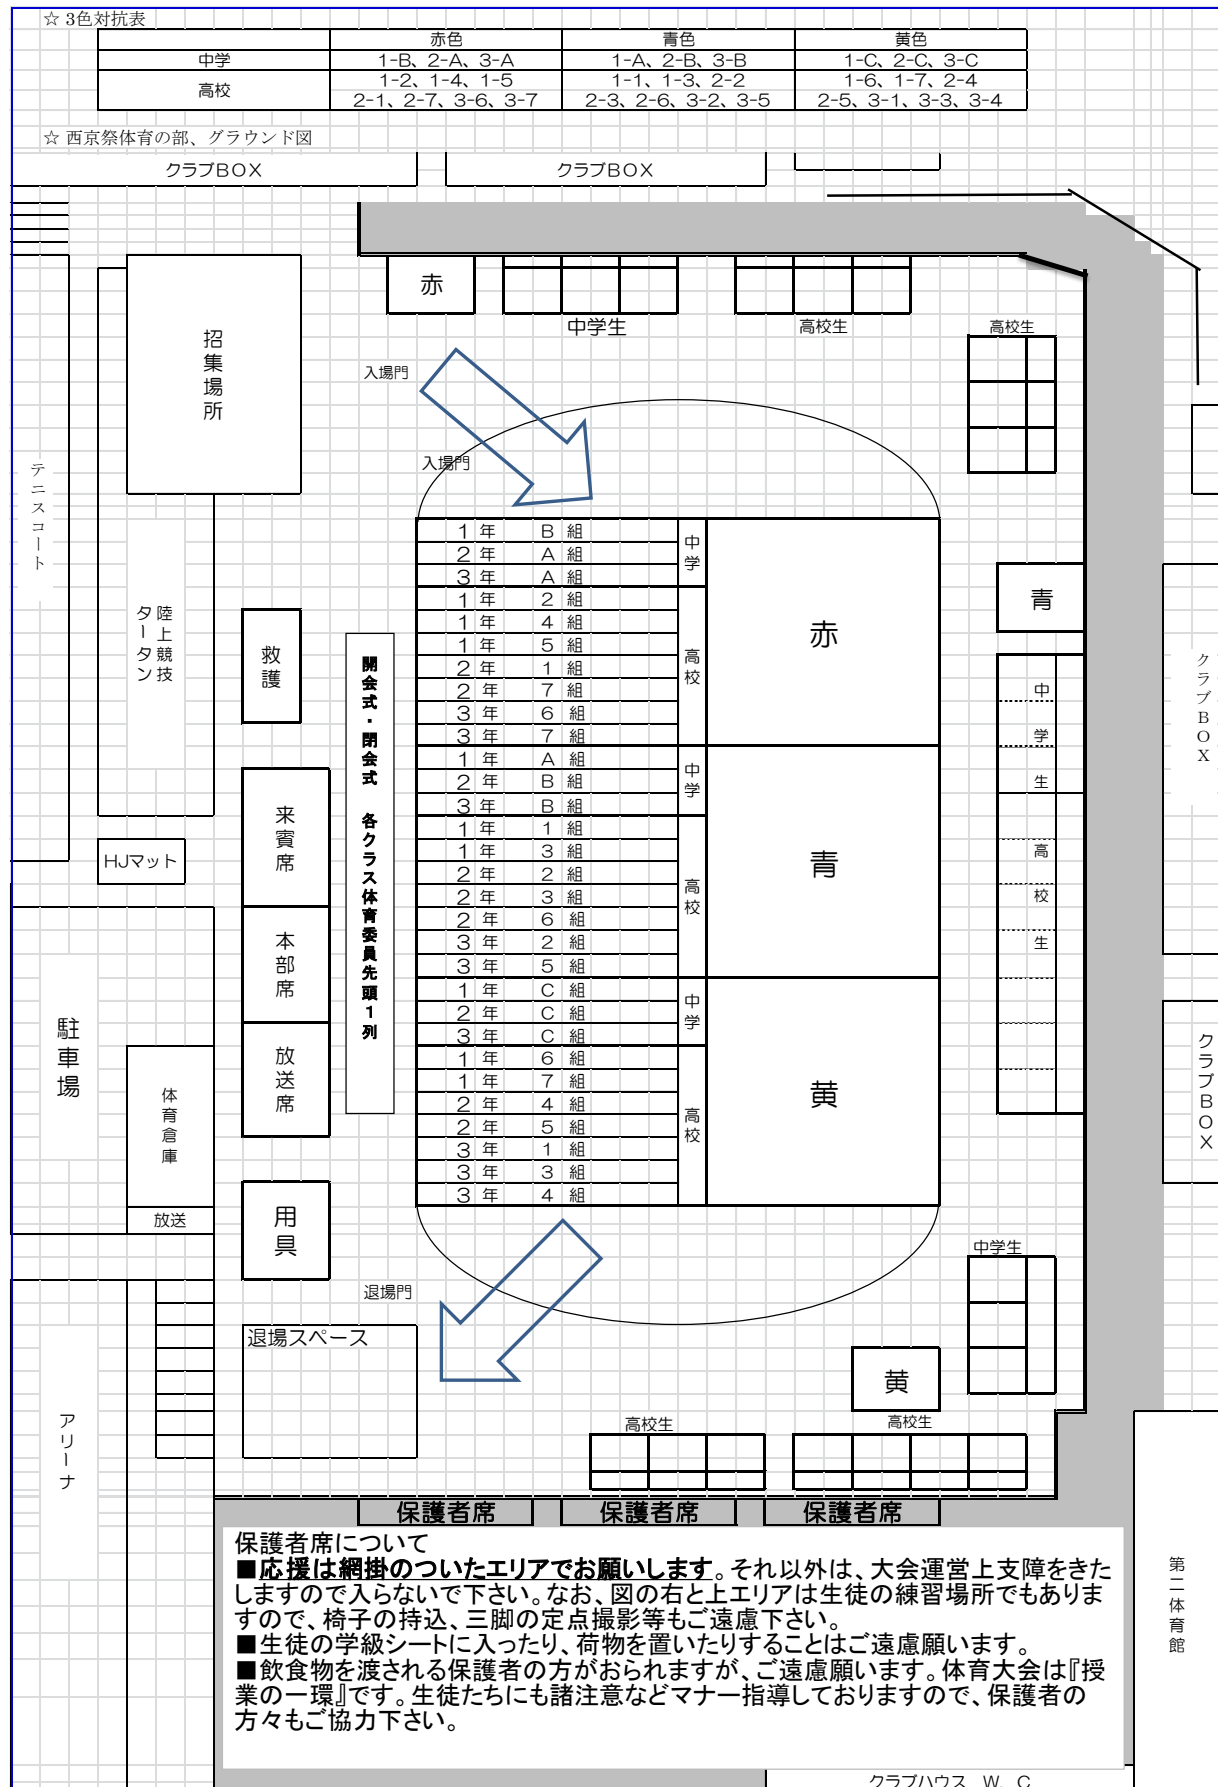 ☆ 3色対抗表
赤色 青色 黄色
中学 1-B、2-A、3-A 1-A、2-B、3-B 1-C、2-C、3-C
高校 1-2、1-4、1-5 1-1、1-3、2-2 1-6、1-7、2-4
2-1、2-7、3-6、3-7 2-3、2-6、3-2、3-5 2-5、3-1、3-3、3-4
☆ 西京祭体育の部、グラウンド図
クラブBOX クラブBOX
赤
中学生 高校生 高校生
招集場所
入場門
入場門
テニスコート
陸上競技
タータン
救護
開会式・閉会式 各クラス体育委員先頭1列
来賓席
HJマット
本部席
放送席
駐車場
体育倉庫
放送
用具
1 年 B 組
2 年 A 組
3 年 A 組
中学
1 年 2 組
1 年 4 組
1 年 5 組
2 年 1 組
2 年 7 組
3 年 6 組
3 年 7 組
高校
赤
1 年 A 組
2 年 B 組
3 年 B 組
中学
1 年 1 組
1 年 3 組
2 年 2 組
2 年 3 組
2 年 6 組
3 年 2 組
3 年 5 組
高校
青
1 年 C 組
2 年 C 組
3 年 C 組
中学
1 年 6 組
1 年 7 組
2 年 4 組
2 年 5 組
3 年 1 組
3 年 3 組
3 年 4 組
高校
黄
青
中学生
高校生
クラブBOX
クラブBOX
中学生
退場門
退場スペース
黄
アリーナ
高校生 高校生
保護者席 保護者席 保護者席
保護者席について
■応援は網掛のついたエリアでお願いします。それ以外は、大会運営上支障をきた
しますので入らないで下さい。なお、図の右と上エリアは生徒の練習場所でもありま
すので、椅子の持込、三脚の定点撮影等もご遠慮下さい。
■生徒の学級シートに入ったり、荷物を置いたりすることはご遠慮願います。
■飲食物を渡される保護者の方がおられますが、ご遠慮願います。体育大会は『授
業の一環』です。生徒たちにも諸注意などマナー指導しておりますので、保護者の
方々もご協力下さい。
第二体育館
クラブハウス W. C